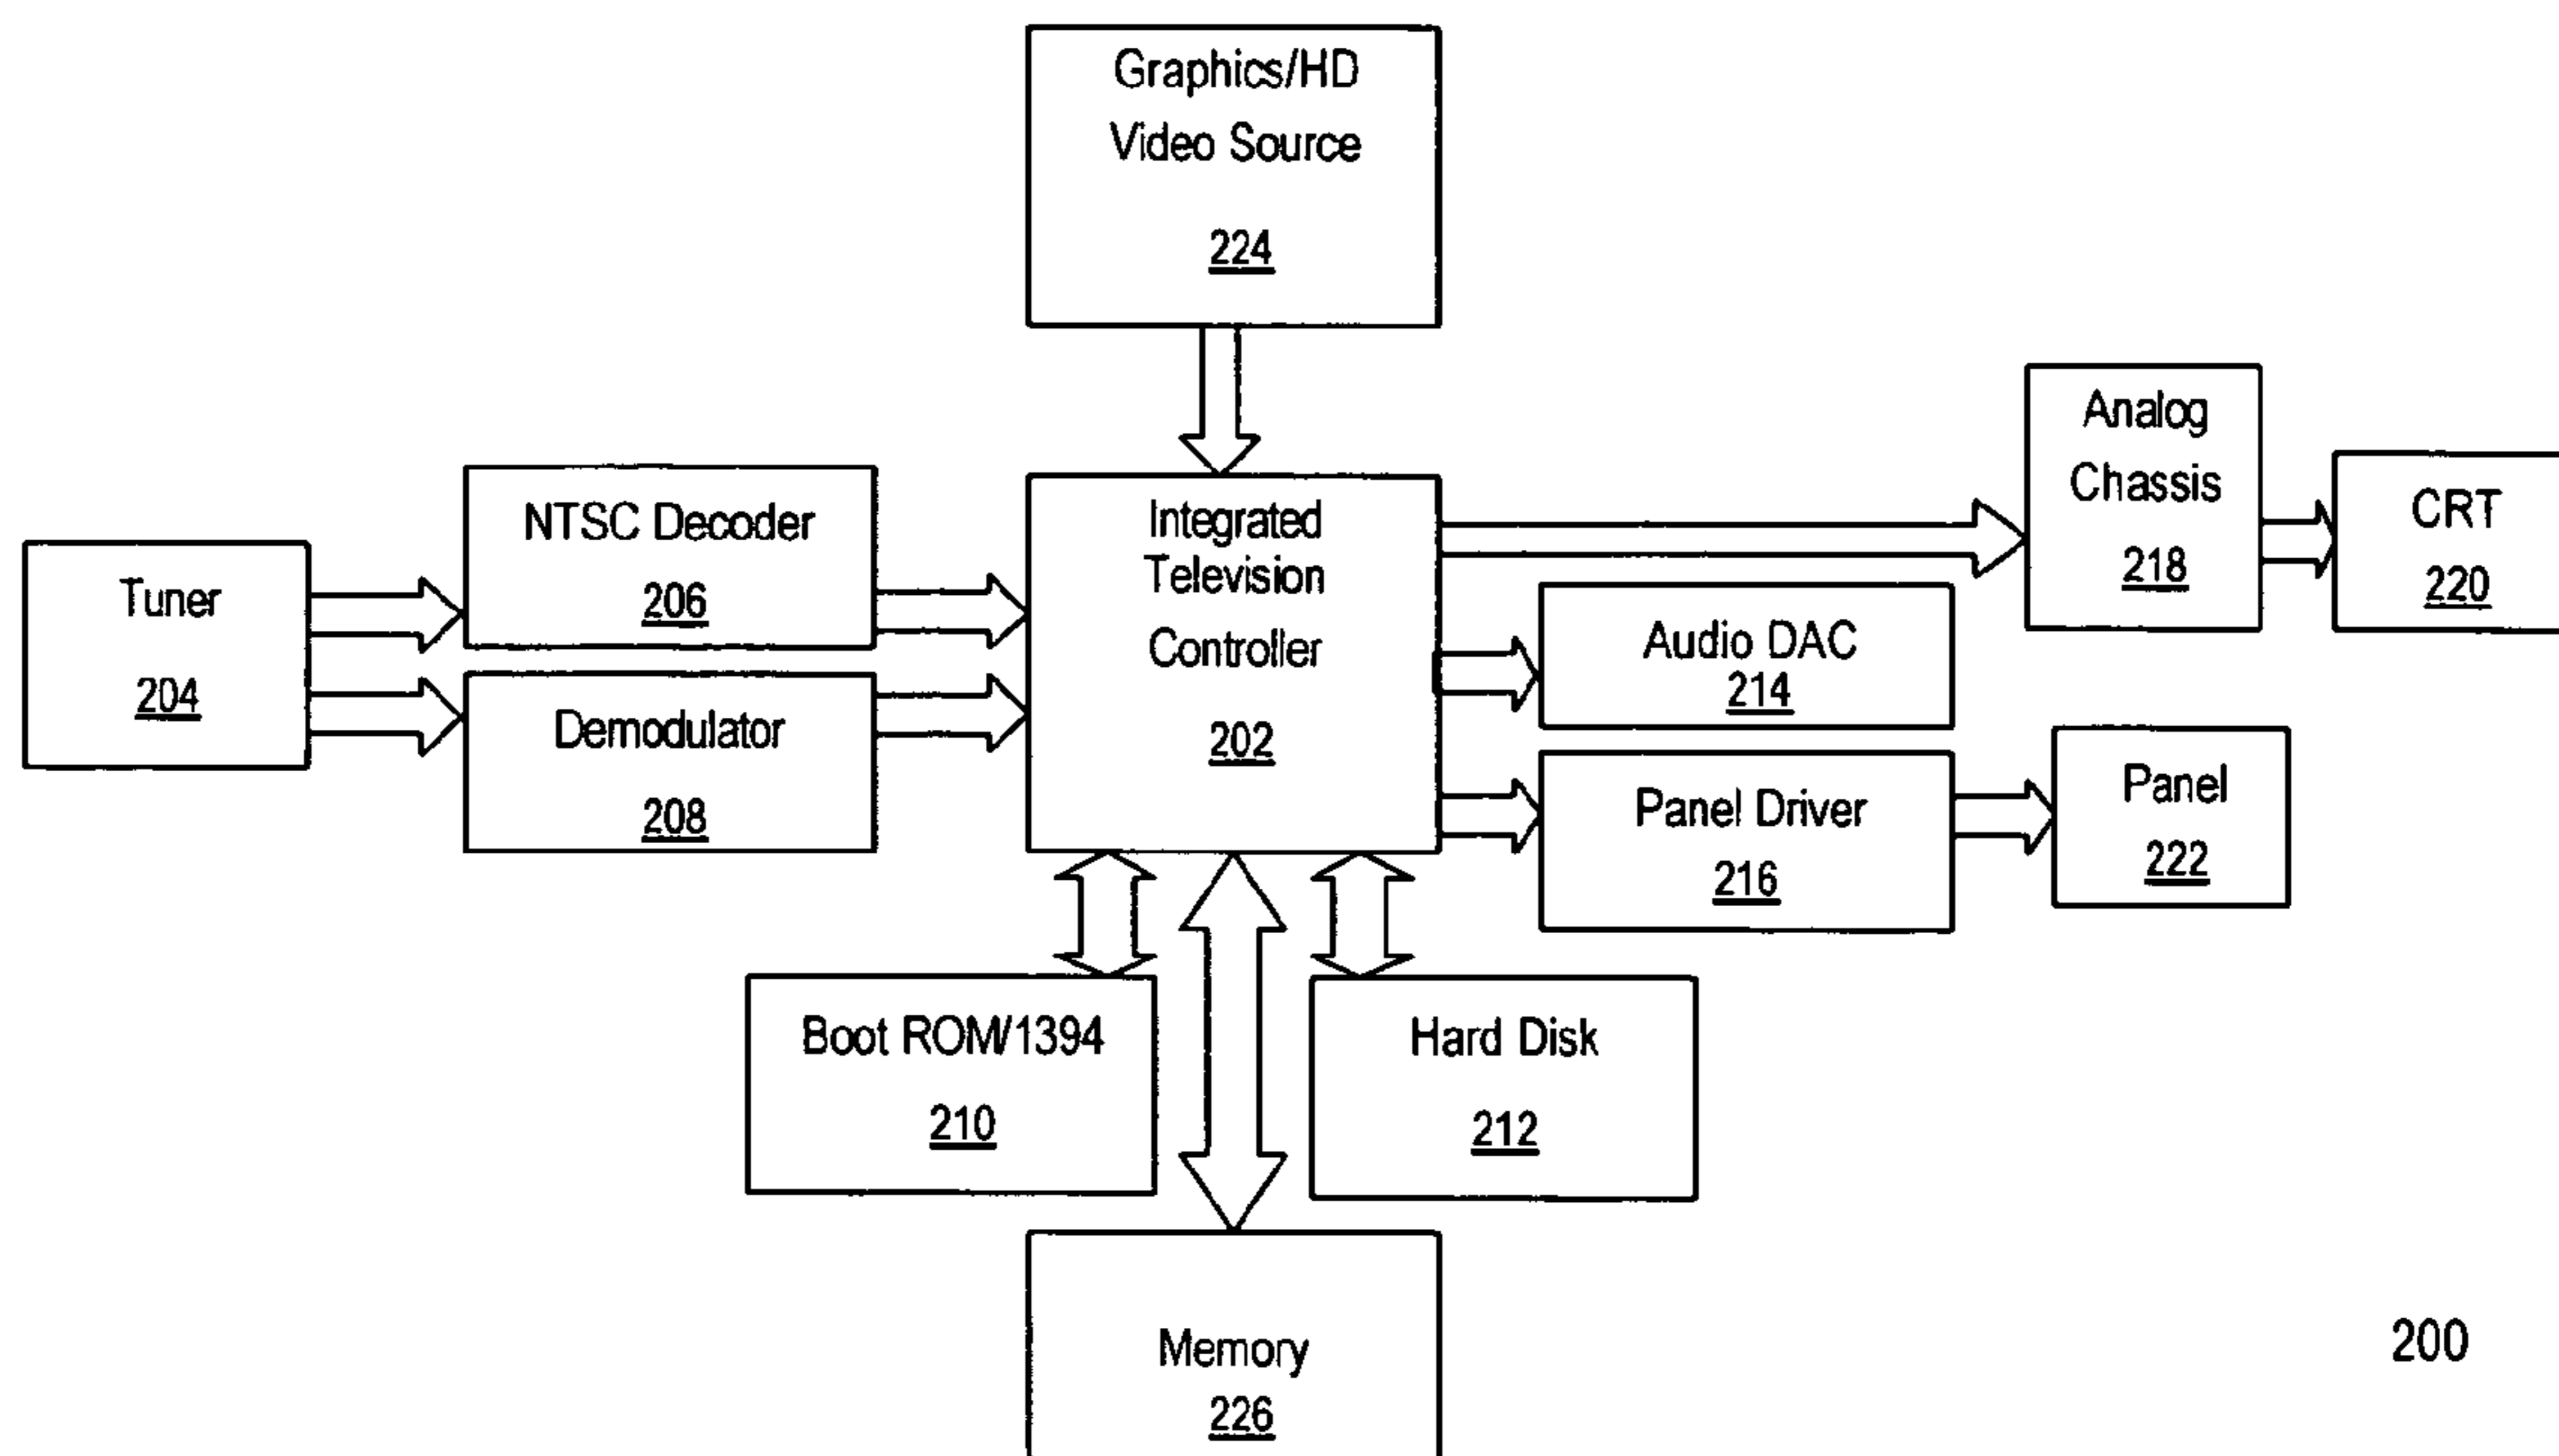 Graphics/HD
Video Source
224
Tuner
204
NTSC Decoder
206
Demodulator
208
Integrated
Television
Controller
202
Analog
Chassis
218
CRT
220
Audio DAC
214
Panel Driver
216
Panel
222
Boot ROM/1394
210
Hard Disk
212
Memory
226
200